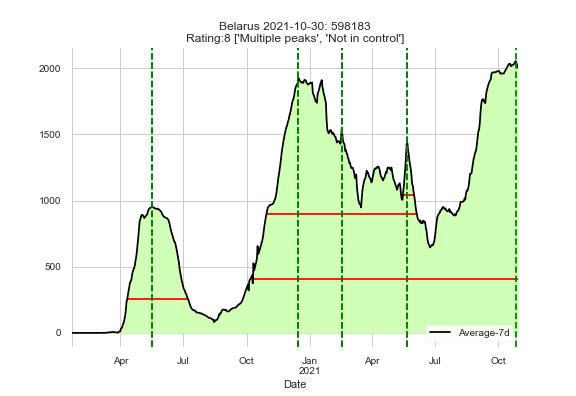 Belarus 2021-10-30: 598183
Rating:8 ['Multiple peaks', 'Not in control']
2000
1500
1000
500
0
Average-7d
Apr Jul Oct Jan Apr Jul Oct
2021
Date